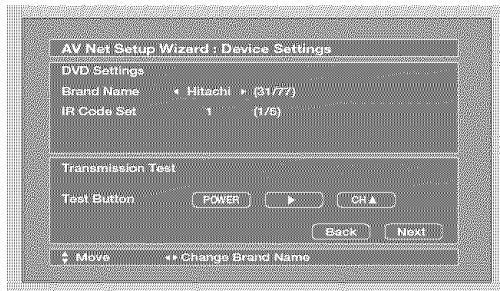 AV Net Setup Wizard : Device Settings
DVD Settings
Brand Name ◂ Hitachi ▸ (31/77)
IR Code Set 1 (1/5)
Transmission Test
Test Button POWER ▶ CH▲
Back Next
Move ◂▸ Change Brand Name